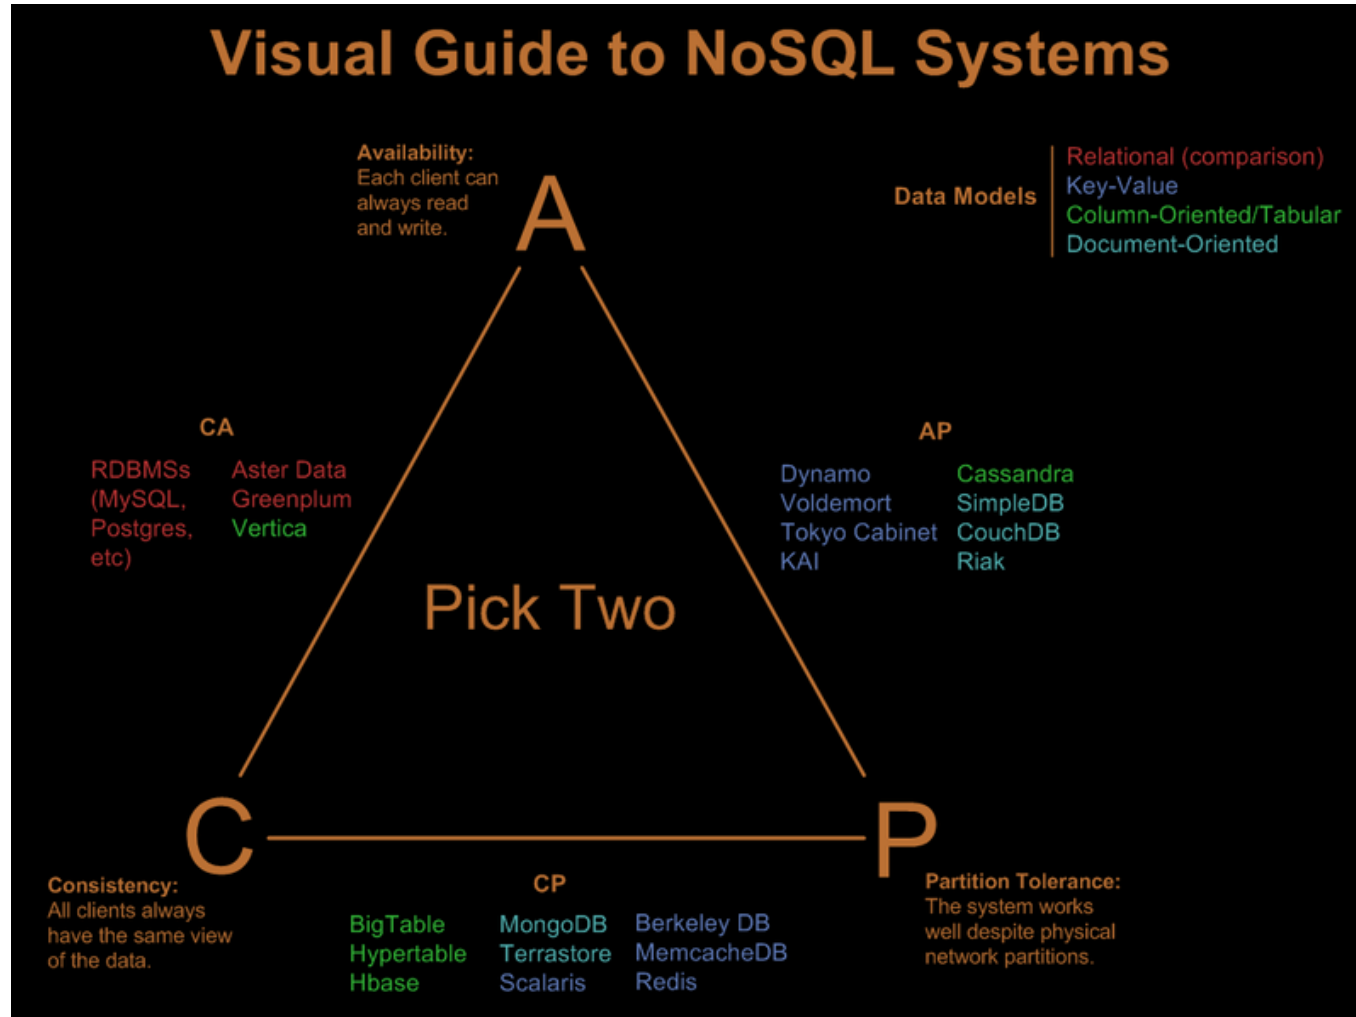 Visual Guide to NoSQL Systems
Availability:
Each client can
always read
and write.
A
Data Models
Relational (comparison)
Key-Value
Column-Oriented/Tabular
Document-Oriented
CA
RDBMSs
(MySQL,
Postgres,
etc)
Aster Data
Greenplum
Vertica
AP
Dynamo
Voldemort
Tokyo Cabinet
KAI
Cassandra
SimpleDB
CouchDB
Riak
Pick Two
C
P
Consistency:
All clients always
have the same view
of the data.
CP
BigTable
Hypertable
Hbase
MongoDB
Terrastore
Scalaris
Berkeley DB
MemcacheDB
Redis
Partition Tolerance:
The system works
well despite physical
network partitions.